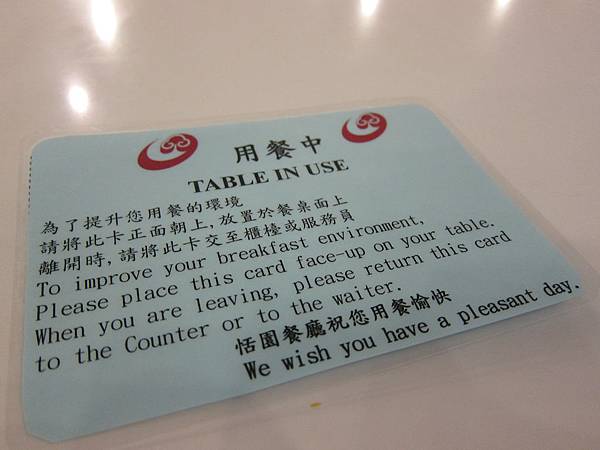 用餐中
TABLE IN USE
為了提升您用餐的環境
請將此卡正面朝上,放置於餐桌面上
離開時,請將此卡交至櫃檯或服務員
To improve your breakfast environment,
Please place this card face-up on your table.
When you are leaving, please return this card
to the Counter or to the waiter.
恬園餐廳祝您用餐愉快
We wish you have a pleasant day.